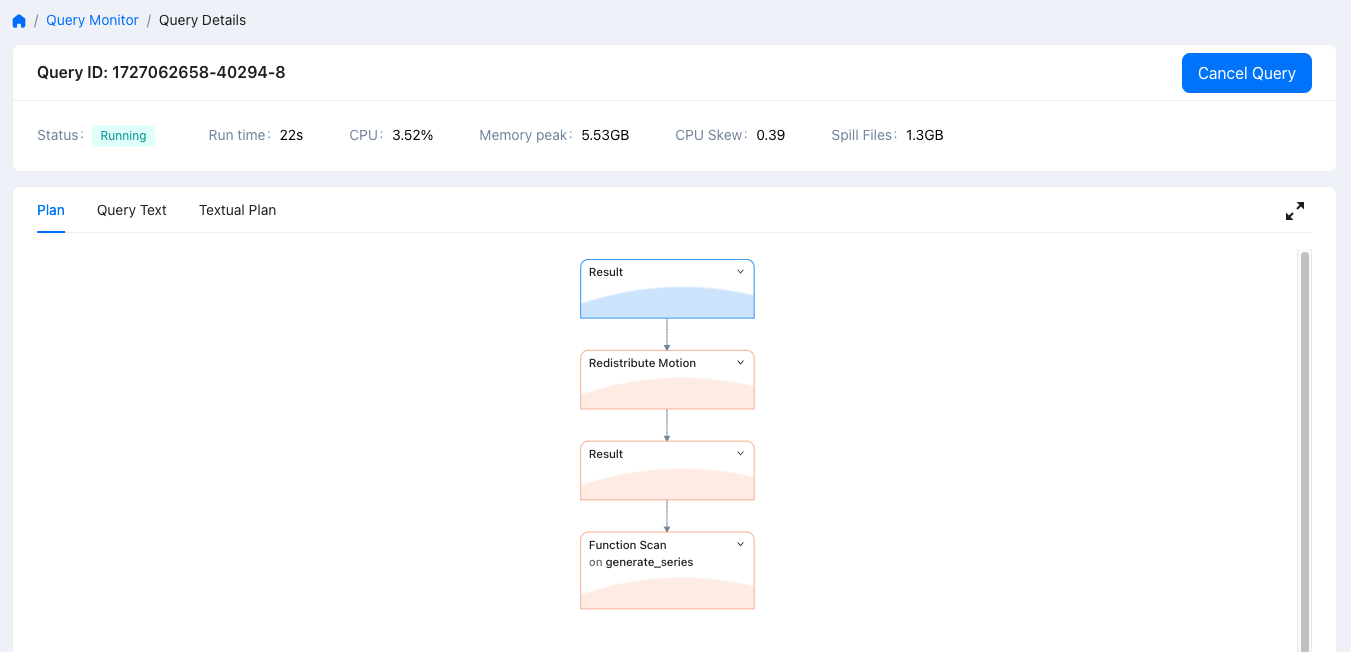 / Query Monitor / Query Details
Query ID: 1727062658-40294-8
Cancel Query
Status: Running Run time: 22s CPU: 3.52% Memory peak: 5.53GB CPU Skew: 0.39 Spill Files: 1.3GB
Plan Query Text Textual Plan
Result
Redistribute Motion
Result
Function Scan
on generate_series